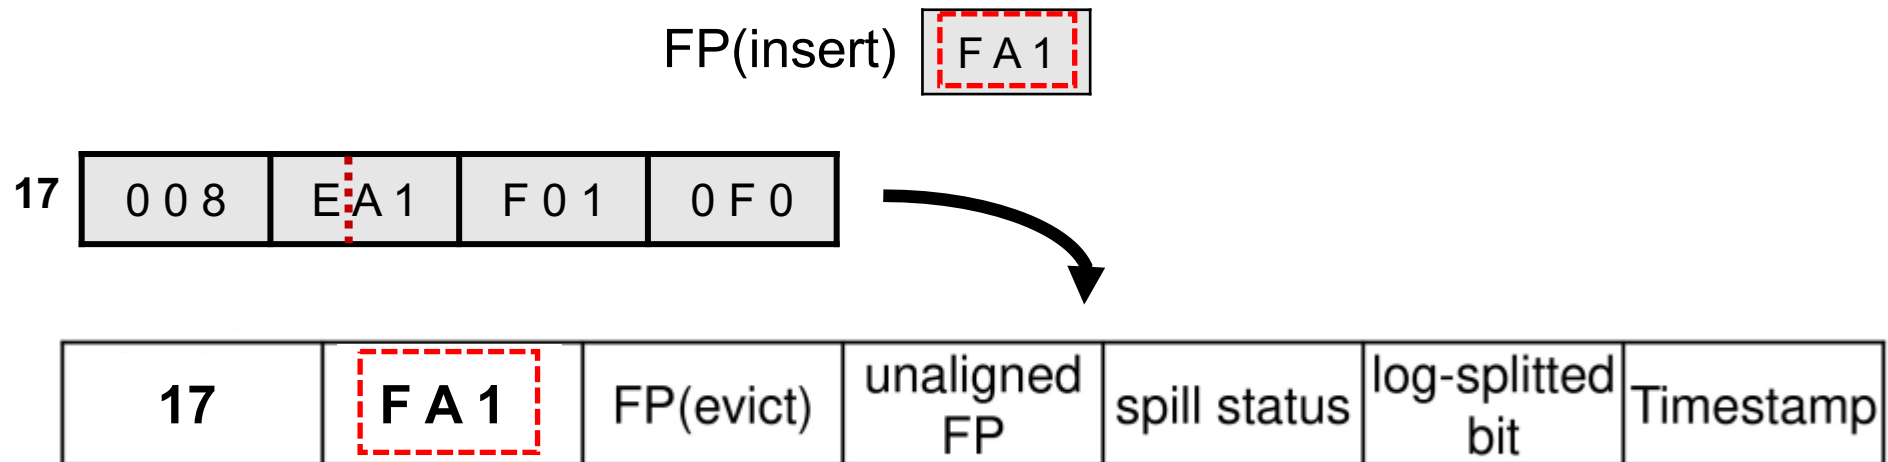 FP(insert) F A 1
17 0 0 8 E A 1 F 0 1 0 F 0
17 F A 1 FP(evict) unaligned FP spill status log-splitted bit Timestamp